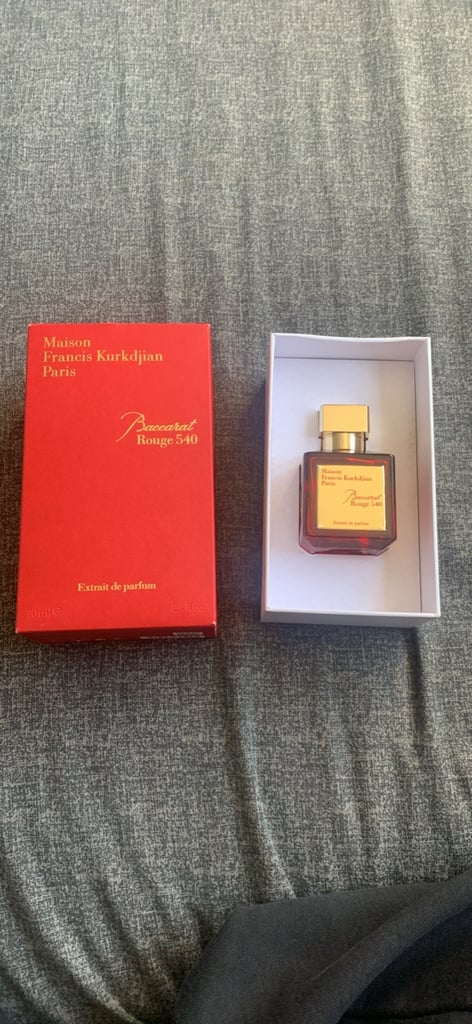 Maison
Francis Kurkdjian
Paris
Baccarat
Rouge 540
Extrait de parfum
Maison
Francis Kurkdjian
Paris
Baccarat
Rouge 540
Extrait de parfum